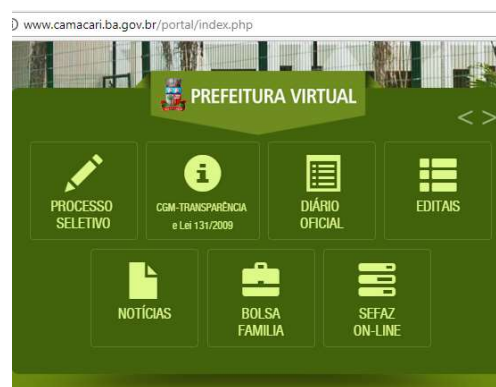 www.camacari.ba.gov.br/portal/index.php
PREFEITURA VIRTUAL
< >
PROCESSO
SELETIVO
CGM-TRANSPARÊNCIA
e Lei 131/2009
DIÁRIO
OFICIAL
EDITAIS
NOTÍCIAS
BOLSA
FAMILIA
SEFAZ
ON-LINE